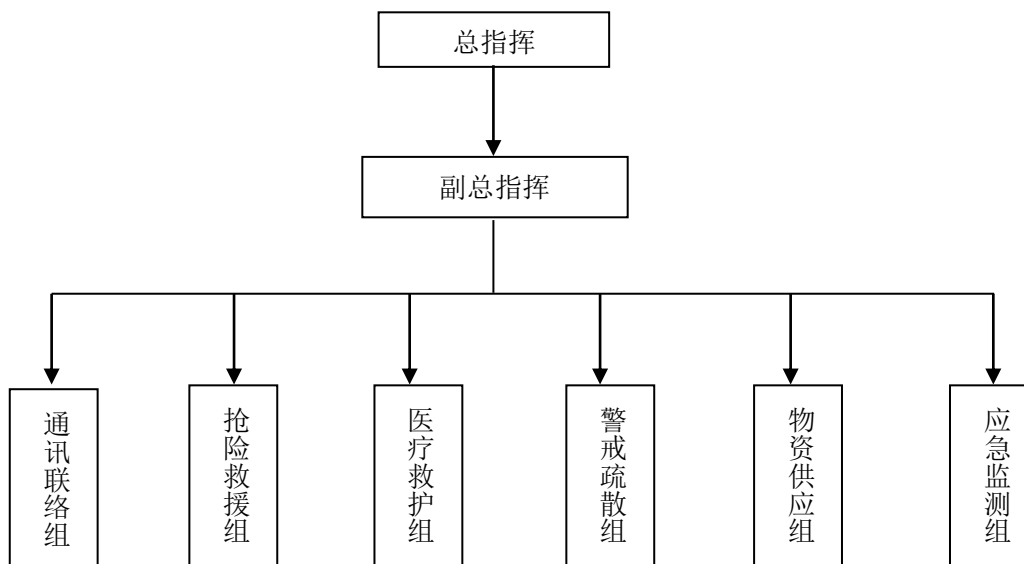 总指挥
副总指挥
通讯联络组
抢险救援组
医疗救护组
警戒疏散组
物资供应组
应急监测组